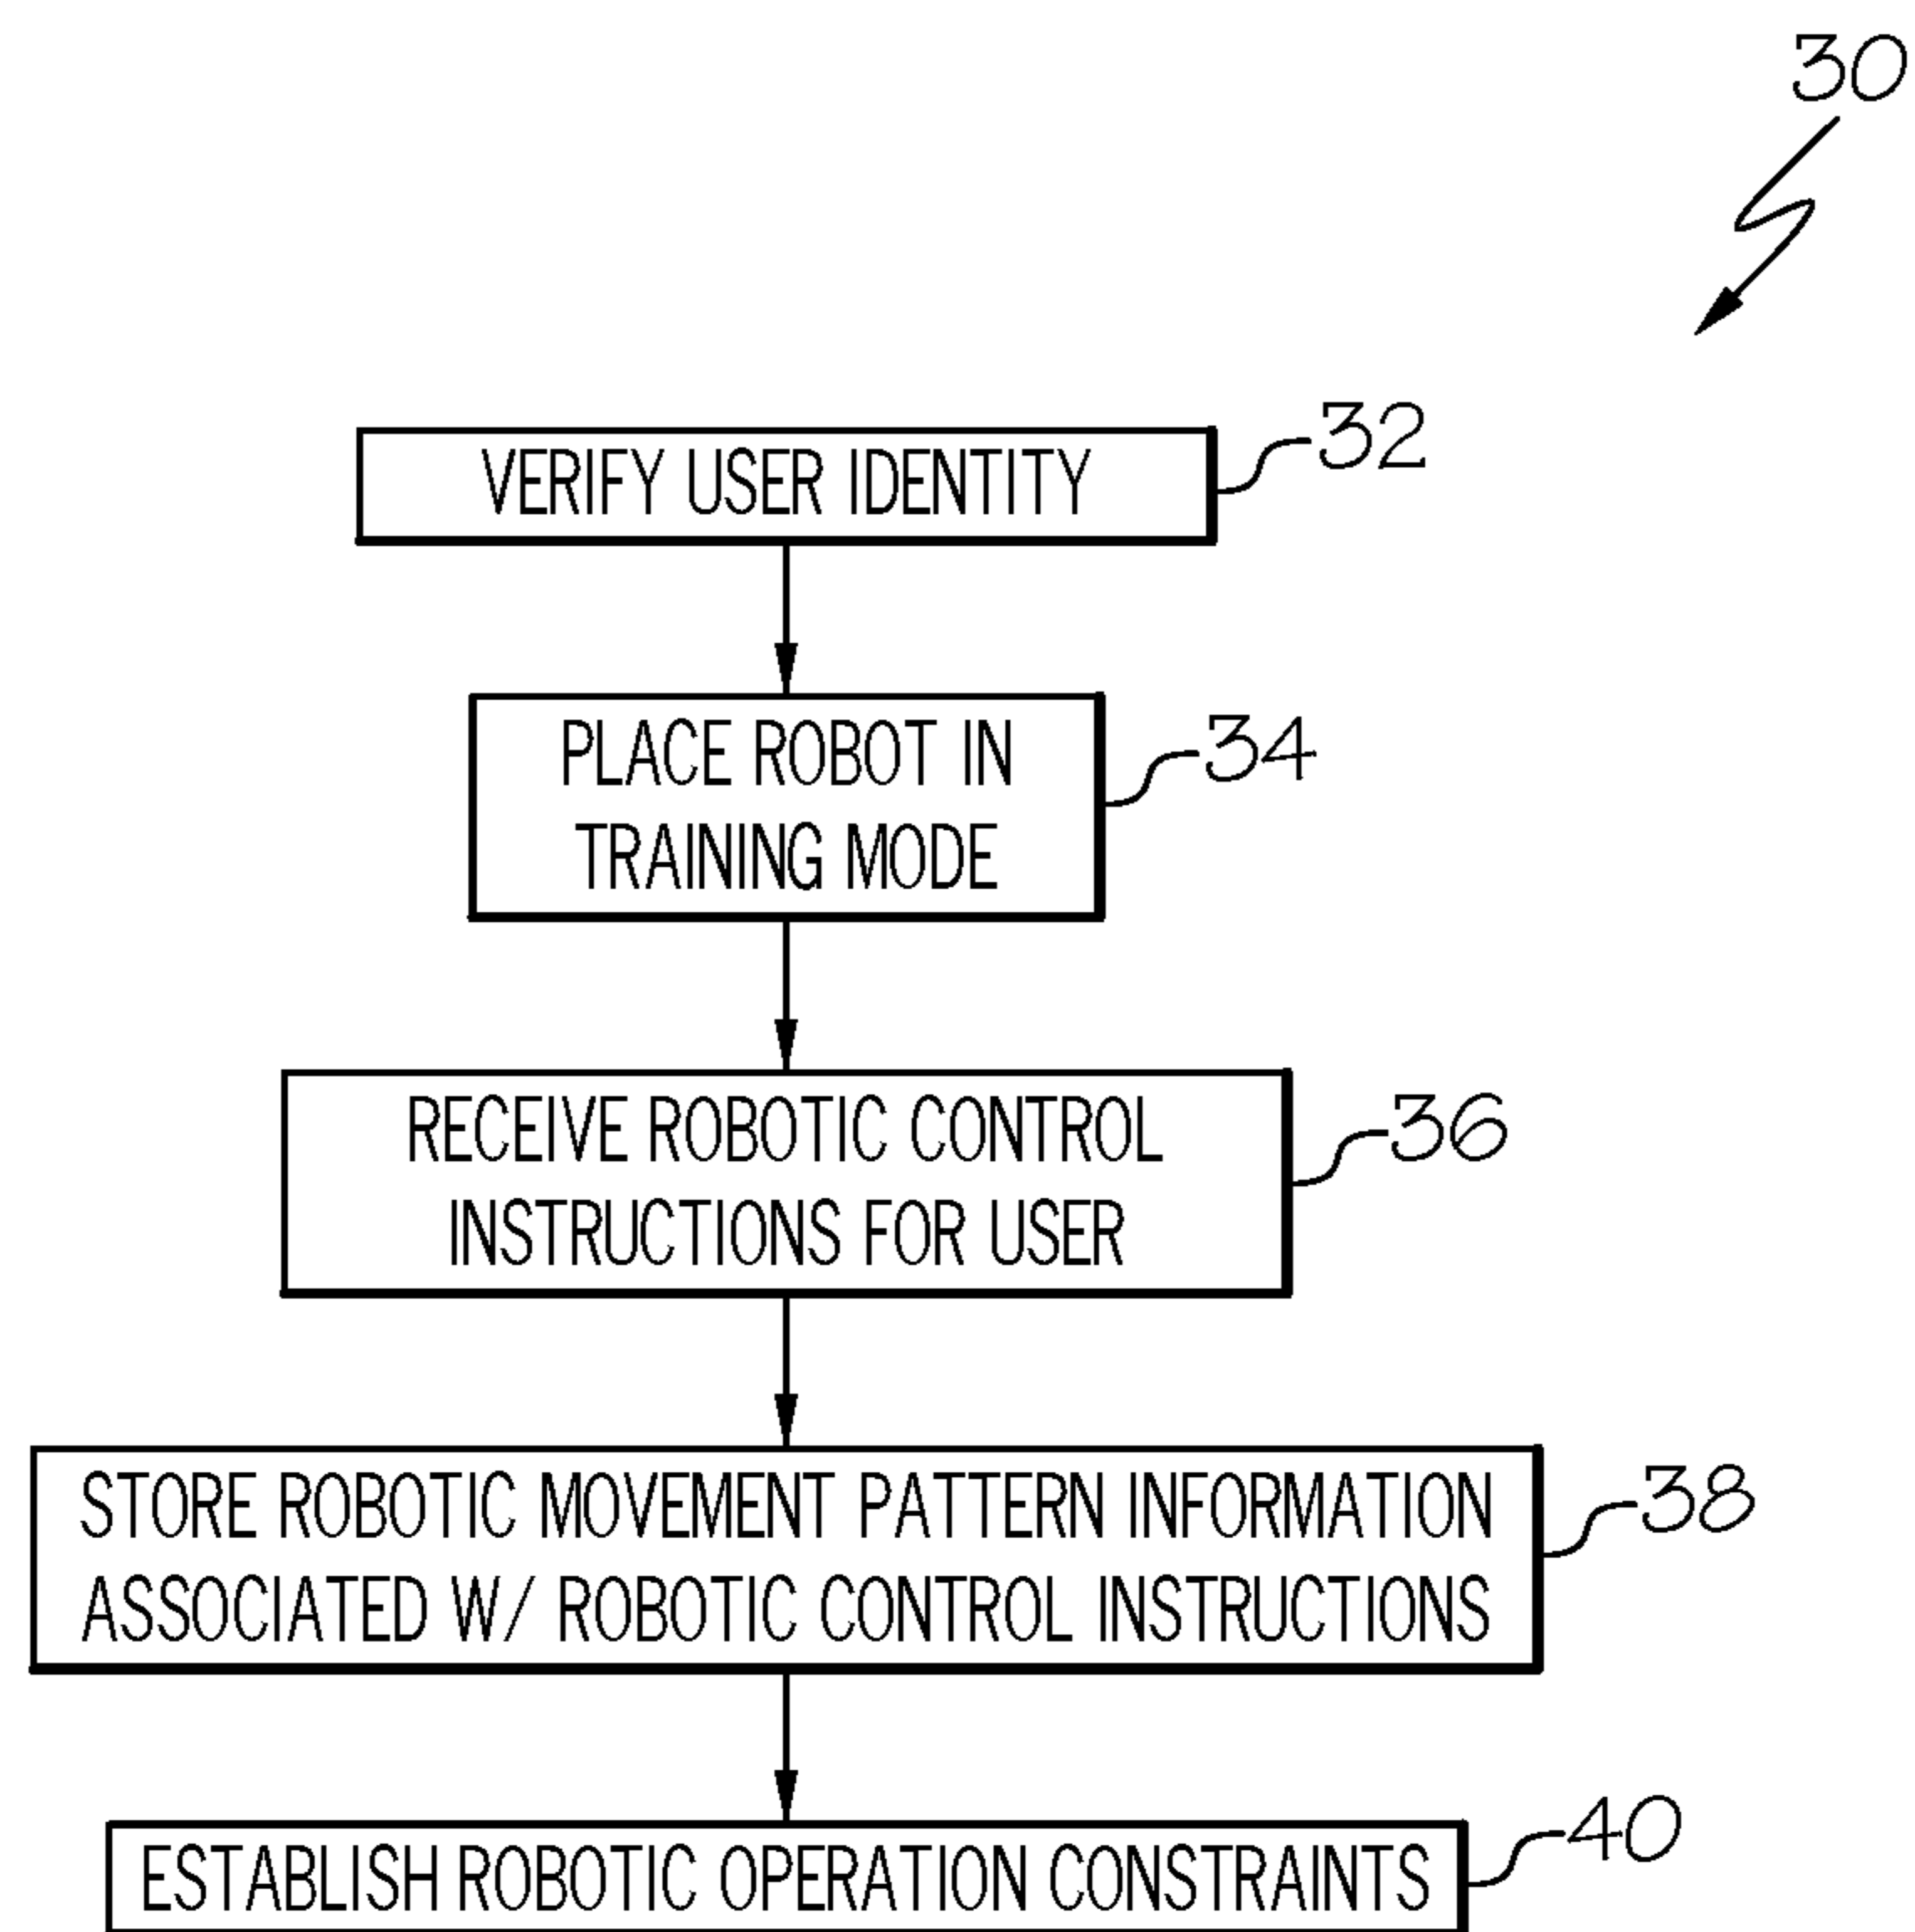 30
VERIFY USER IDENTITY
32
PLACE ROBOT IN
TRAINING MODE
34
RECEIVE ROBOTIC CONTROL
INSTRUCTIONS FOR USER
36
STORE ROBOTIC MOVEMENT PATTERN INFORMATION
ASSOCIATED W/ ROBOTIC CONTROL INSTRUCTIONS
38
ESTABLISH ROBOTIC OPERATION CONSTRAINTS
40